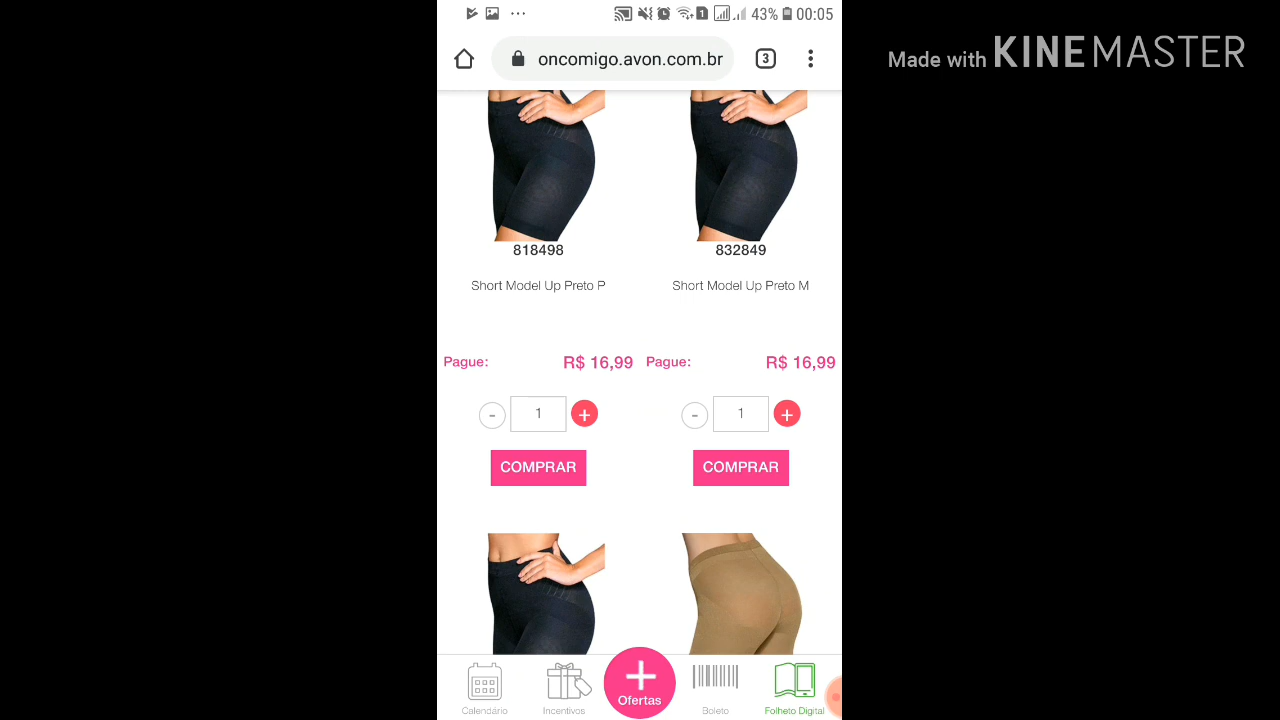 43% 00:05
oncomigo.avon.com.br
3
Made with KINEMASTER
818498
832849
Short Model Up Preto P
Short Model Up Preto M
Pague: R$ 16,99
Pague: R$ 16,99
- 1 +
- 1 +
COMPRAR
COMPRAR
Calendário
Incentivos
+
Ofertas
Boleto
Folheto Digital